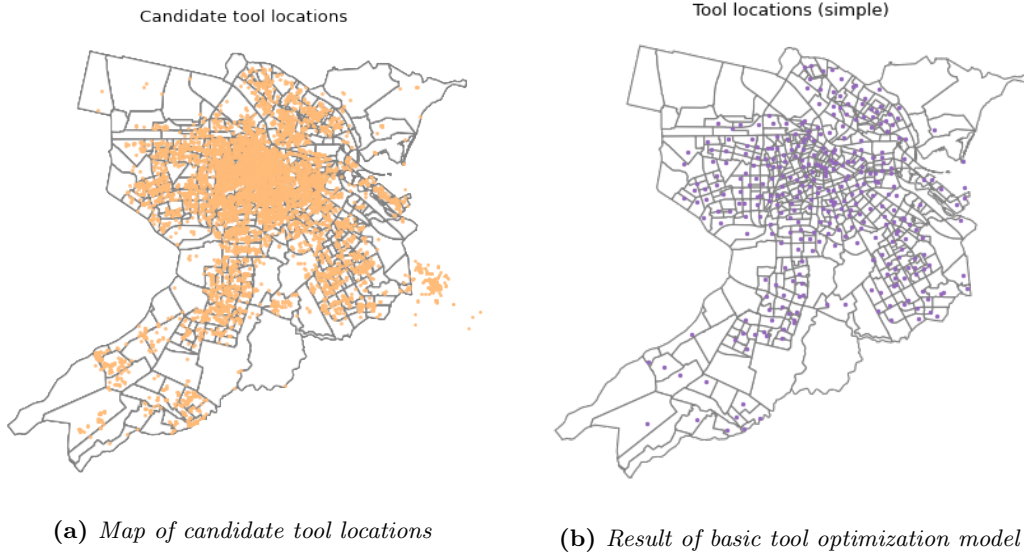 Candidate tool locations
Tool locations (simple)
(a) Map of candidate tool locations
(b) Result of basic tool optimization model